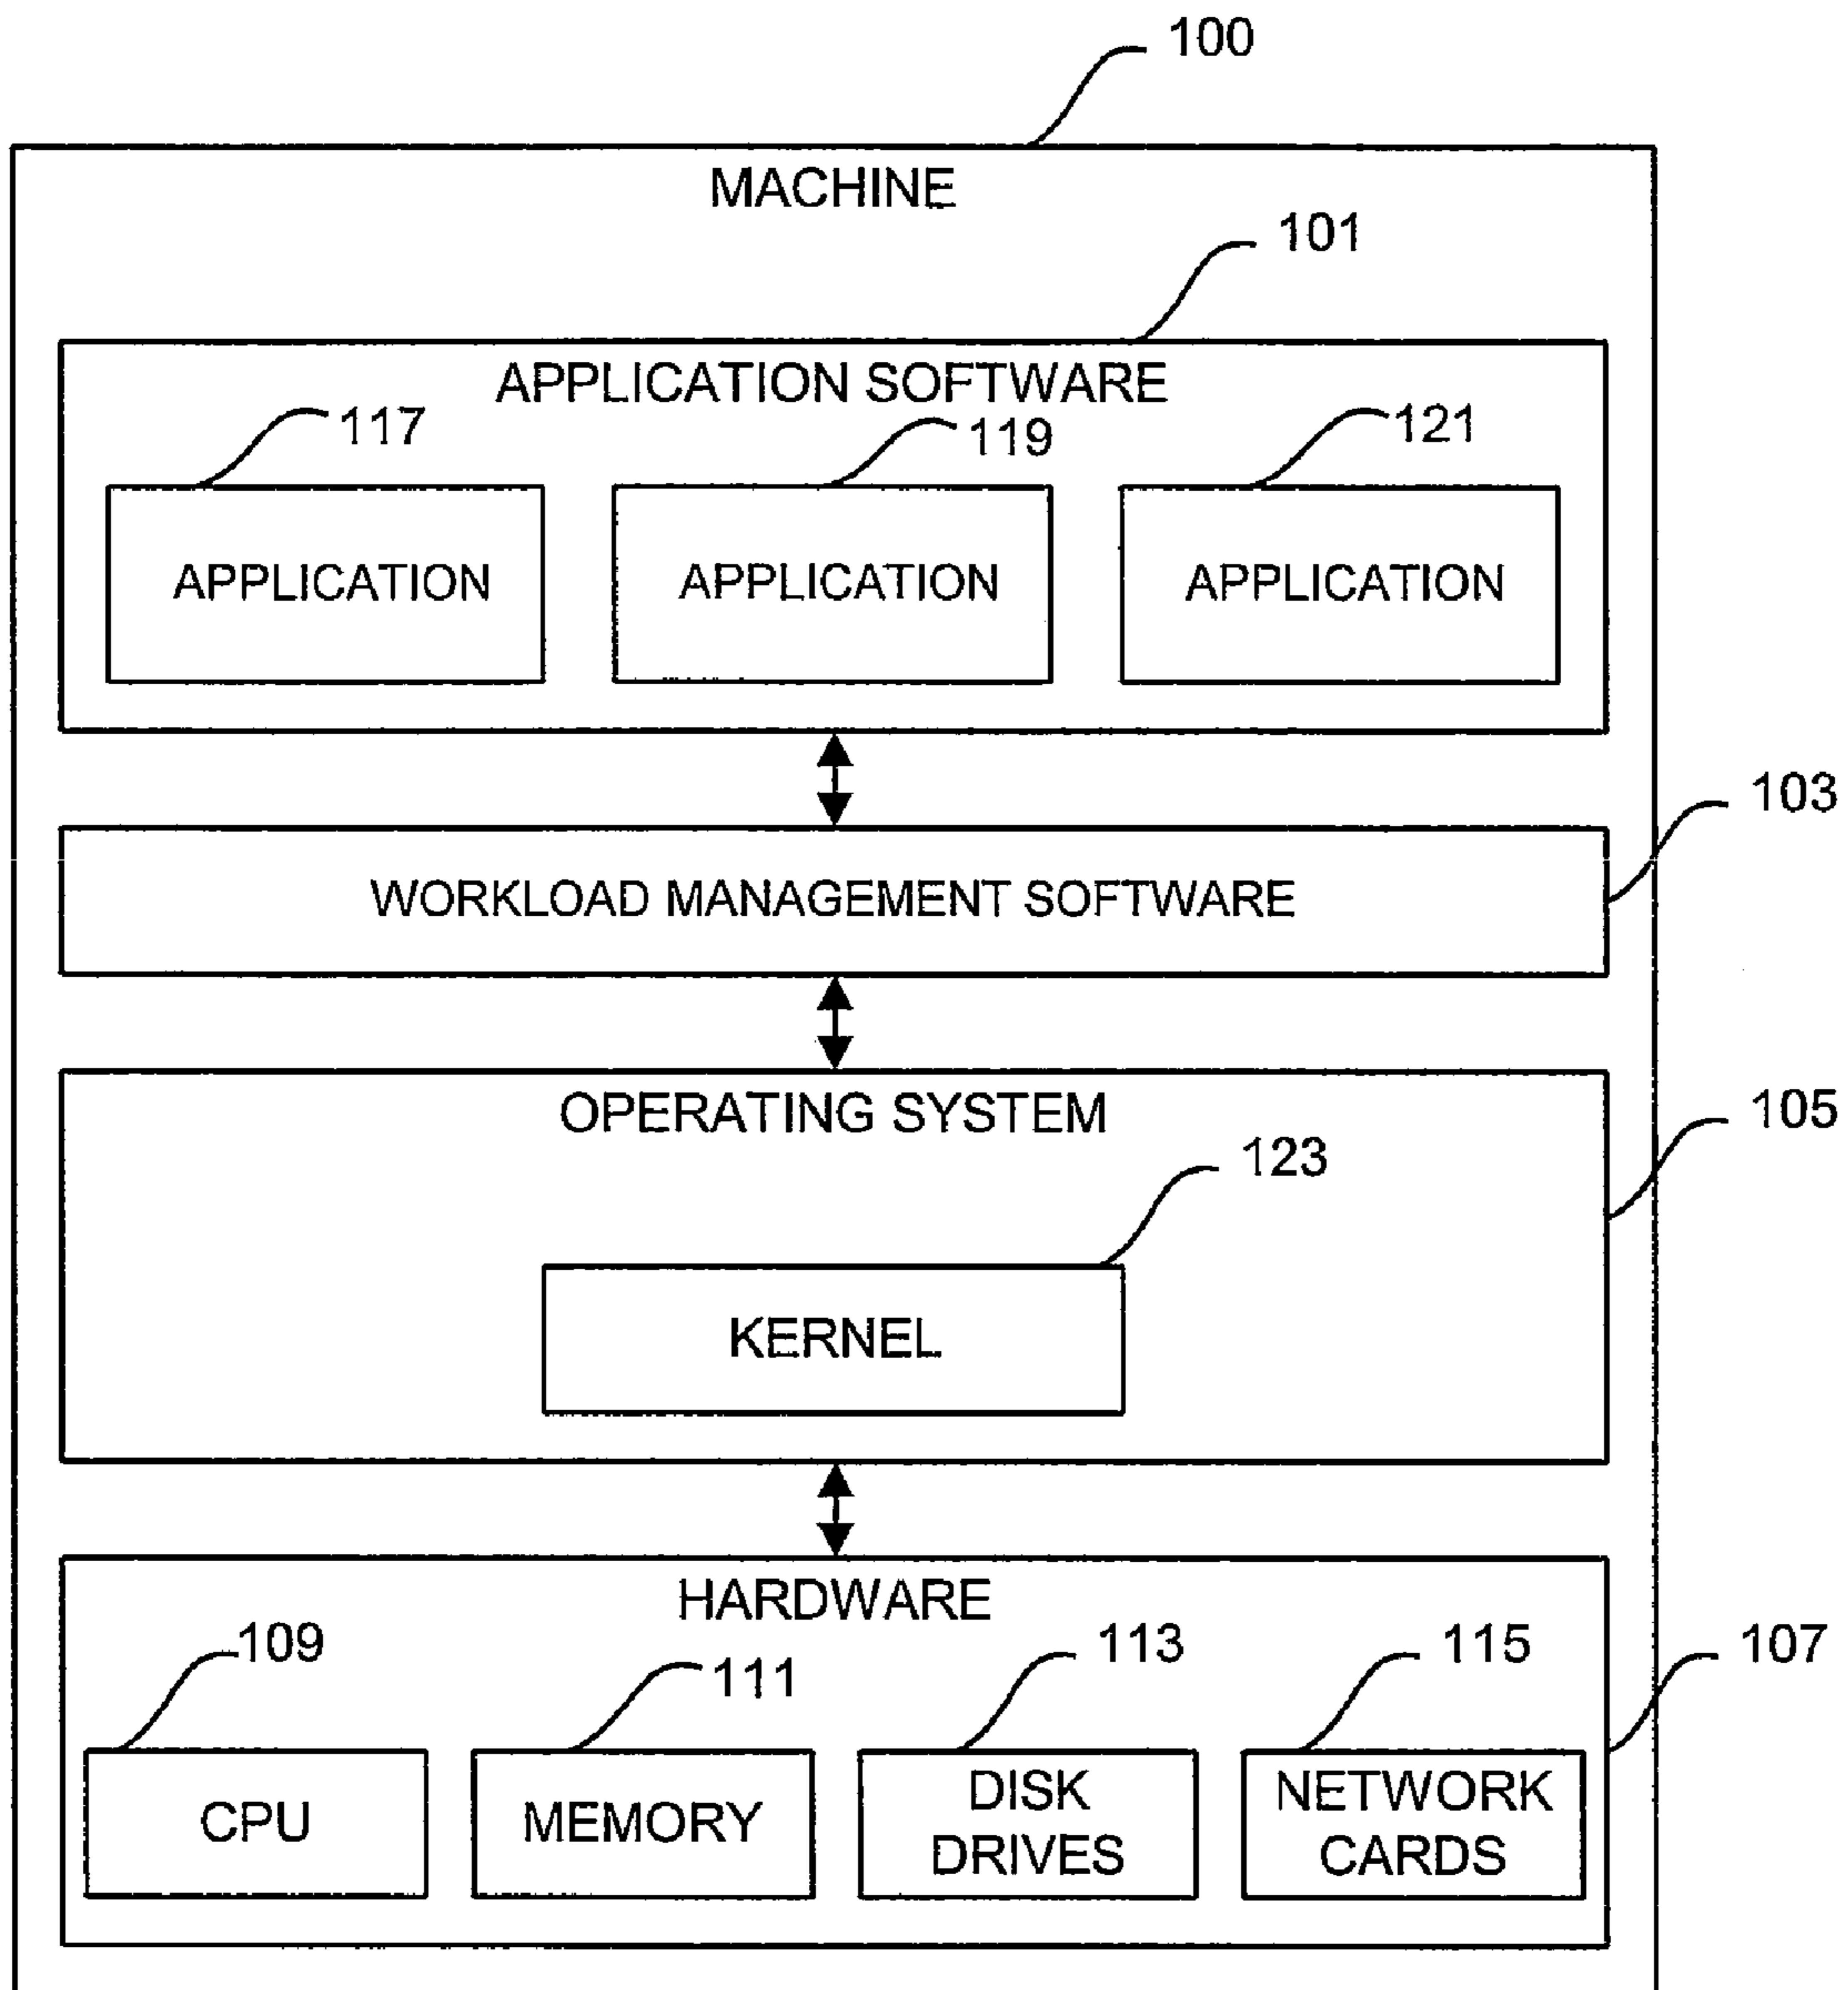 100
MACHINE
101
APPLICATION SOFTWARE
117
119
121
APPLICATION
APPLICATION
APPLICATION
103
WORKLOAD MANAGEMENT SOFTWARE
OPERATING SYSTEM
105
123
KERNEL
HARDWARE
109
111
113
115
107
CPU
MEMORY
DISK
DRIVES
NETWORK
CARDS